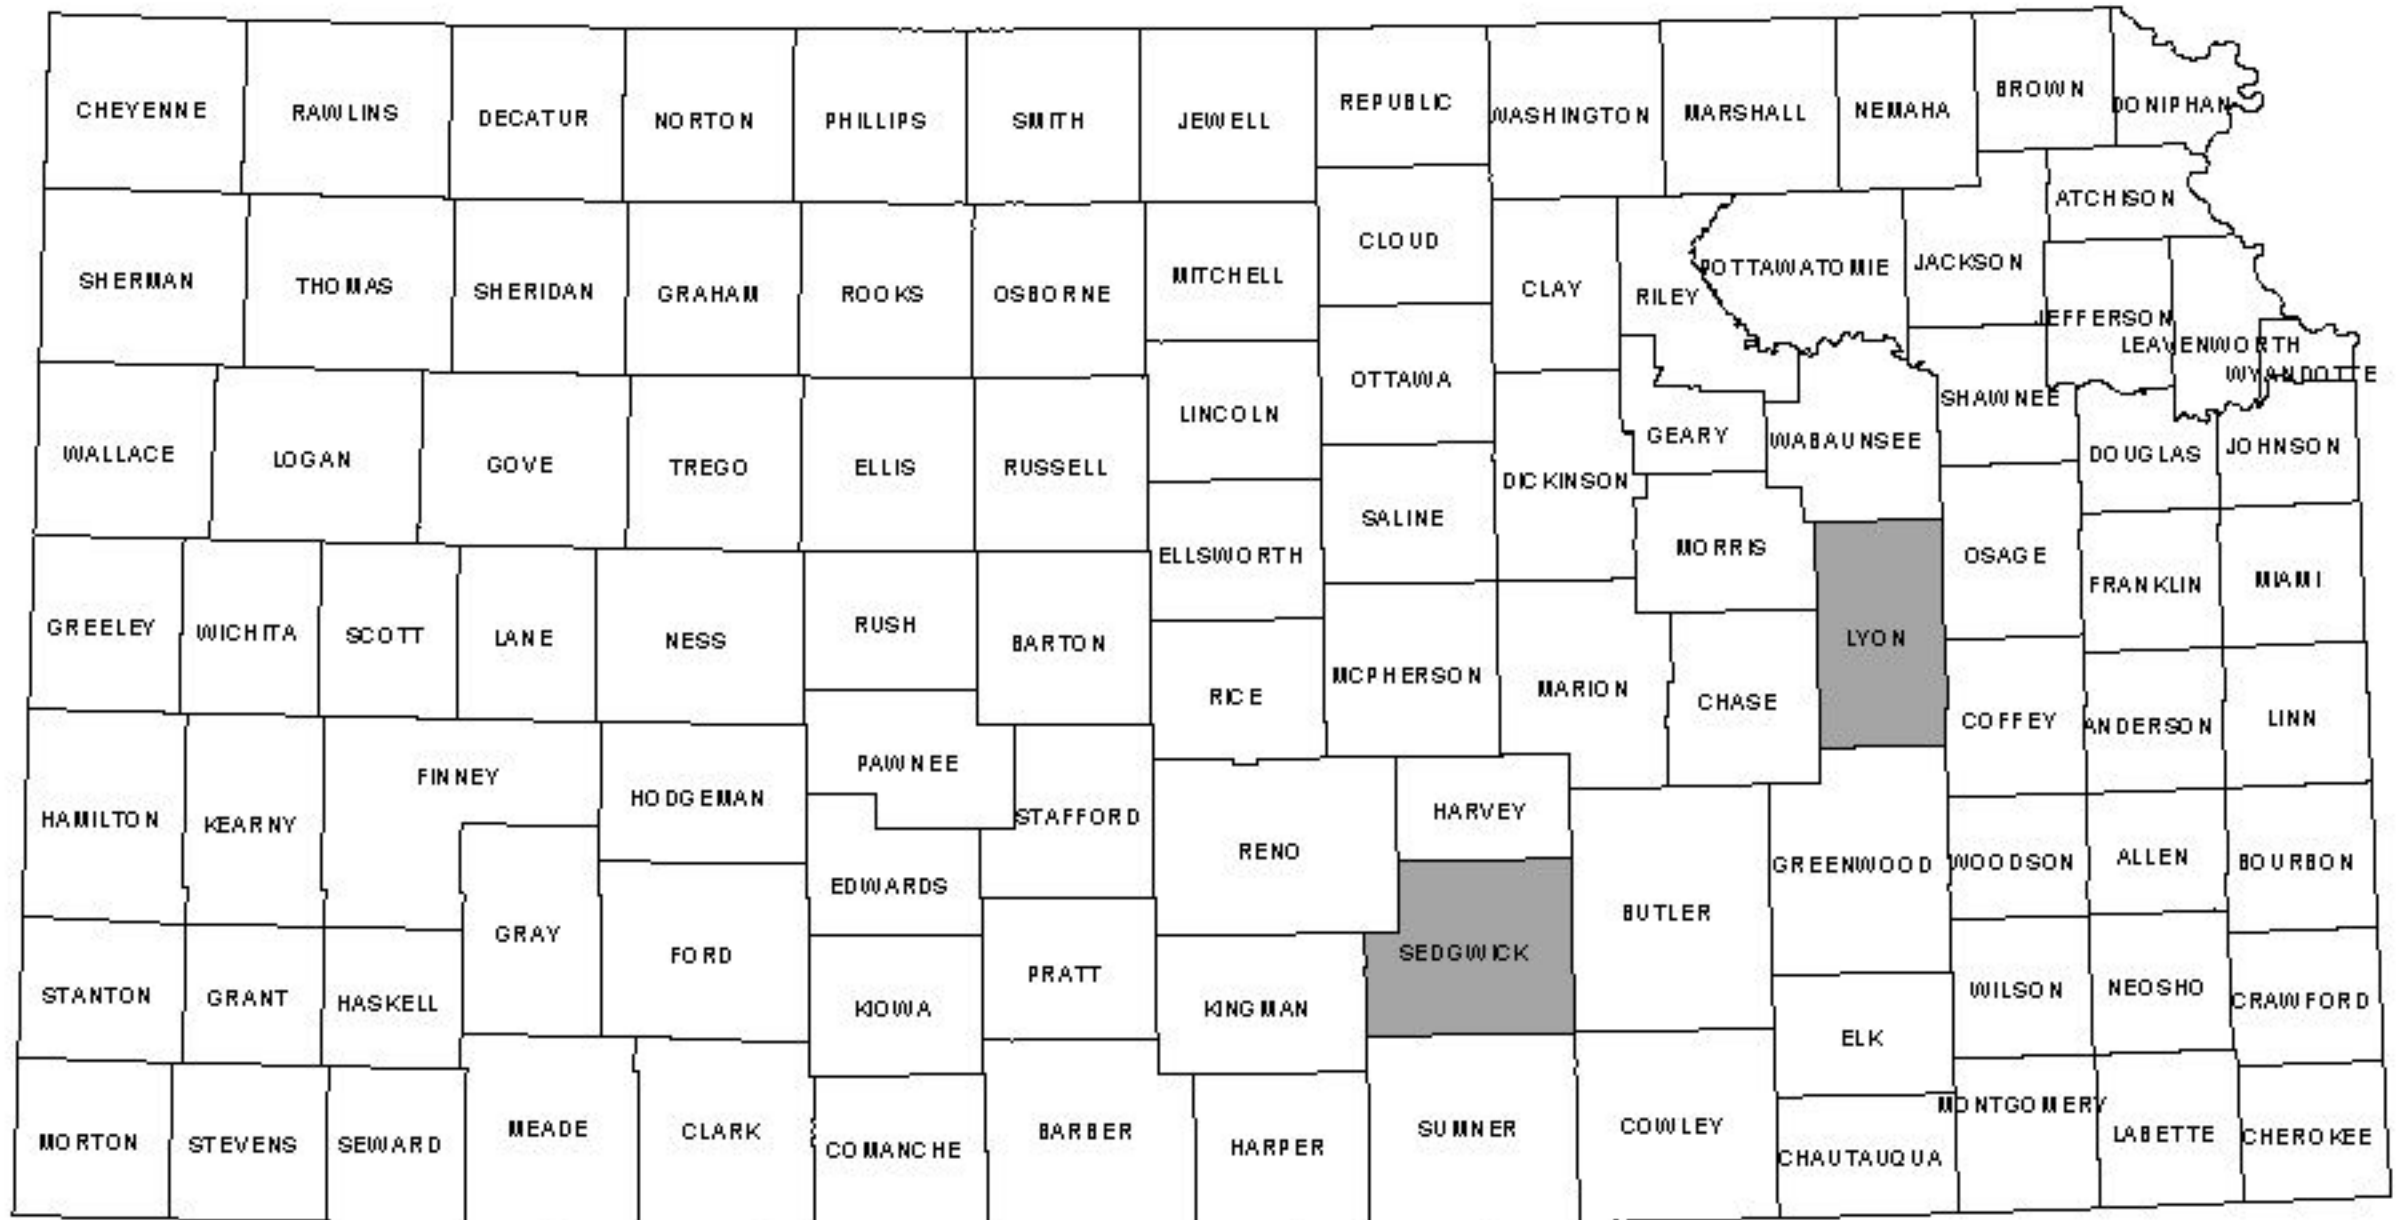 CHEYENNE
RAWLINS
DECATUR
NORTON
PHILLIPS
SMITH
JEWELL
REPUBLIC
WASHINGTON
MARSHALL
NEMAHA
BROWN
DONIPHAN
ATCHISON
SHERMAN
THOMAS
SHERIDAN
GRAHAM
ROOKS
OSBORNE
MITCHELL
CLOUD
CLAY
RILEY
POTTAWATOMIE
JACKSON
JEFFERSON
LEAVENWORTH
WYANDOTTE
WALLACE
LOGAN
GOVE
TREGO
ELLIS
RUSSELL
LINCOLN
OTTAWA
DICKINSON
GEARY
WABAUNSEE
SHAWNEE
DOUGLAS
JOHNSON
ELLSWORTH
SALINE
MORRIS
OSAGE
FRANKLIN
MIAMI
GREELEY
WICHITA
SCOTT
LANE
NESS
RUSH
BARTON
RICE
MCPHERSON
MARION
CHASE
LYON
COFFEY
ANDERSON
LINN
HAMILTON
KEARNY
FINNEY
HODGEMAN
PAWNEE
STAFFORD
RENO
HARVEY
GREENWOOD
WOODSON
ALLEN
BOURBON
GRAY
FORD
EDWARDS
BUTLER
STANTON
GRANT
HASKELL
KIOWA
PRATT
KINGMAN
SEDGWICK
ELK
WILSON
NEOSHO
CRAWFORD
MORTON
STEVENS
SEWARD
MEADE
CLARK
COMANCHE
BARBER
HARPER
SUMNER
COWLEY
CHAUTAUQUA
MONTGOMERY
LABETTE
CHEROKEE